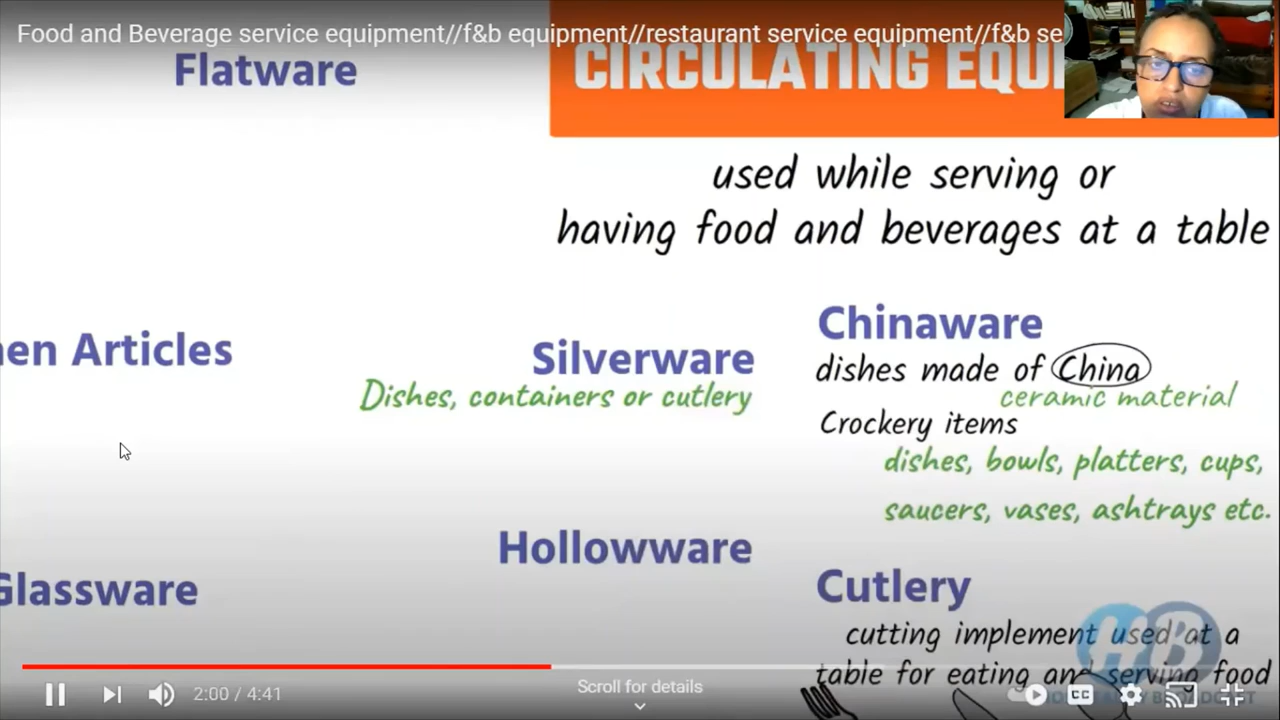 Food and Beverage service equipment//f&b equipment//restaurant service equipment//f&b se
Flatware
CIRCULATING EQU
used while serving or
having food and beverages at a table
Chinaware
dishes made of China
ceramic material
Crockery items
dishes, bowls, platters, cups,
saucers, vases, ashtrays etc.
en Articles
Silverware
Dishes, containers or cutlery
Hollowware
Glassware
Cutlery
cutting implement used at a
table for eating and serving food
HB
2:00 / 4:41
Scroll for details
CC